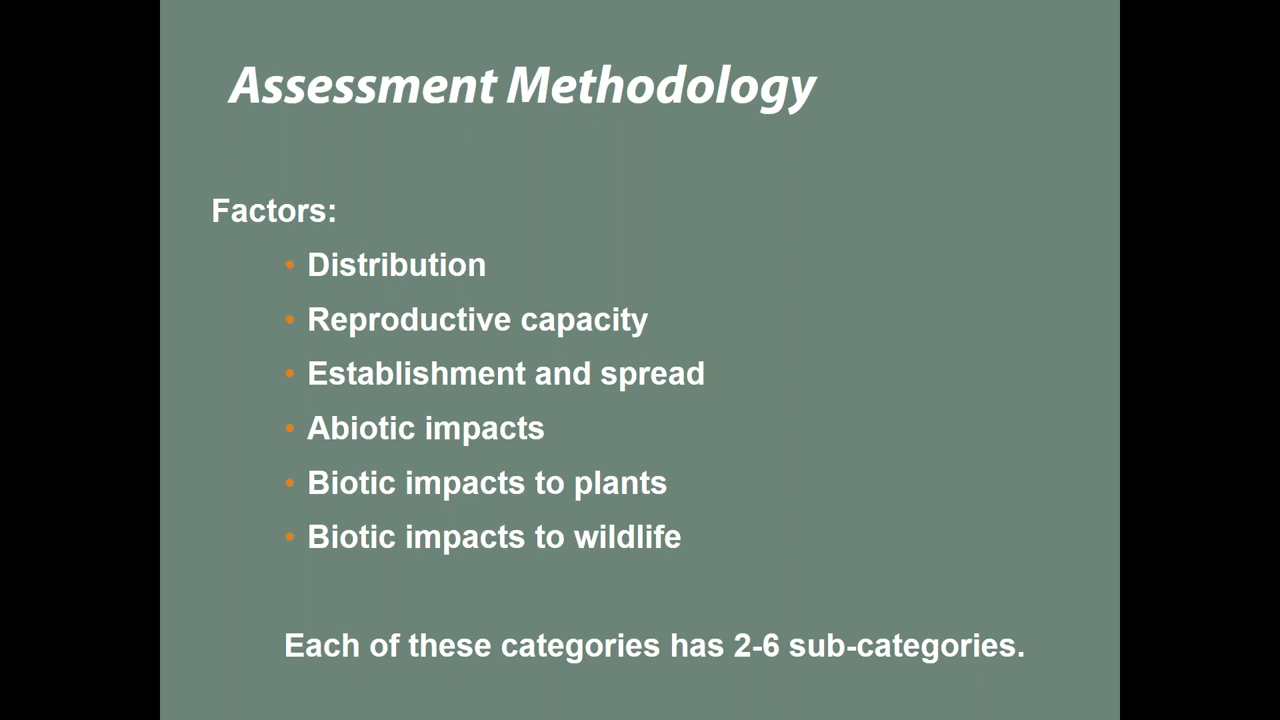 Assessment Methodology
Factors:
• Distribution
• Reproductive capacity
• Establishment and spread
• Abiotic impacts
• Biotic impacts to plants
• Biotic impacts to wildlife
Each of these categories has 2-6 sub-categories.